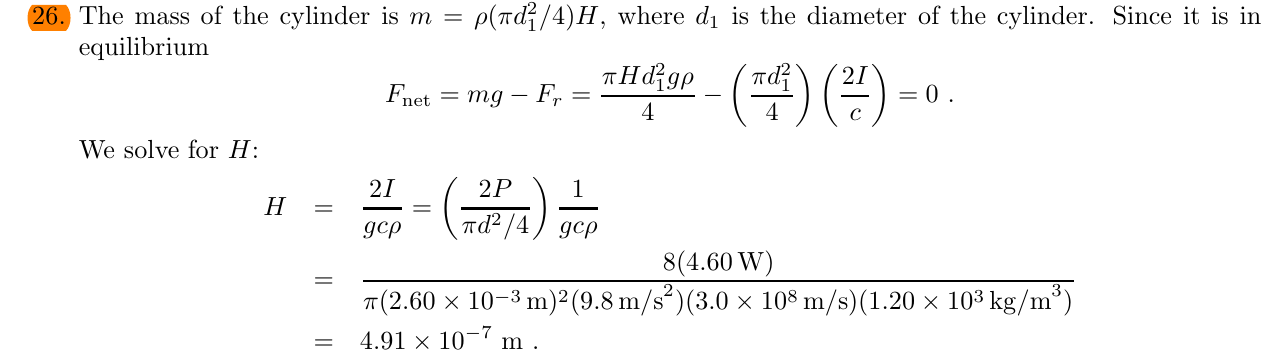 26. The mass of the cylinder is m = ρ(πd₁²/4)H, where d₁ is the diameter of the cylinder. Since it is in
equilibrium
F_net = mg − F_r = πHd₁²gρ/4 − (πd₁²/4)(2I/c) = 0 .
We solve for H:
H = 2I/gcρ = (2P/πd²/4) 1/gcρ
= 8(4.60 W)/π(2.60 × 10⁻³ m)²(9.8 m/s²)(3.0 × 10⁸ m/s)(1.20 × 10³ kg/m³)
= 4.91 × 10⁻⁷ m .